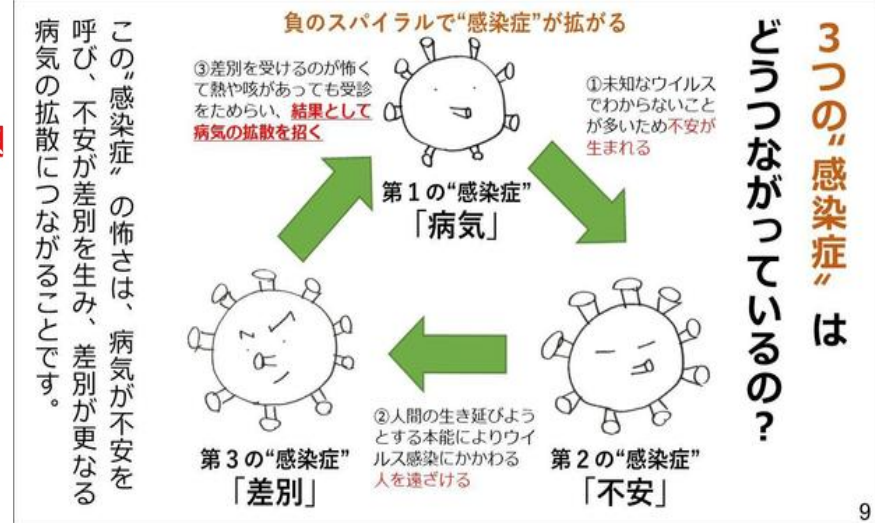 3つの“感染症”は
どうつながっているの?
負のスパイラルで“感染症”が拡がる
①未知なウイルス
でわからないこと
が多いため不安が
生まれる
第1の“感染症”
「病気」
②人間の生き延びよう
とする本能によりウイ
ルス感染にかかわる
人を遠ざける
第2の“感染症”
「不安」
③差別を受けるのが怖く
て熱や咳があっても受診
をためらい、結果として
病気の拡散を招く
第3の“感染症”
「差別」
この“感染症”の怖さは、病気が不安を
呼び、不安が差別を生み、差別が更なる
病気の拡散につながることです。
9